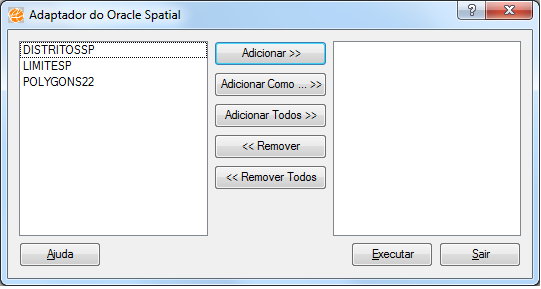 Adaptador do Oracle Spatial
DISTRITOSSP
LIMITESP
POLYGONS22
Adicionar >>
Adicionar Como ... >>
Adicionar Todos >>
<< Remover
<< Remover Todos
Ajuda
Executar
Sair